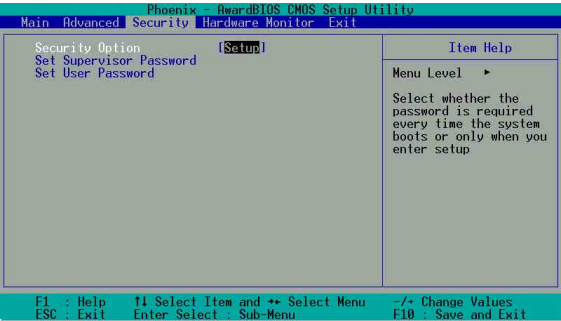 Phoenix - AwardBIOS CMOS Setup Utility
Main Advanced Security Hardware Monitor Exit
Security Option [Setup]
Set Supervisor Password
Set User Password
Item Help
Menu Level ►
Select whether the
password is required
every time the system
boots or only when you
enter setup
F1 : Help ↑↓ Select Item and →← Select Menu -/+ Change Values
ESC : Exit Enter Select : Sub-Menu F10 : Save and Exit